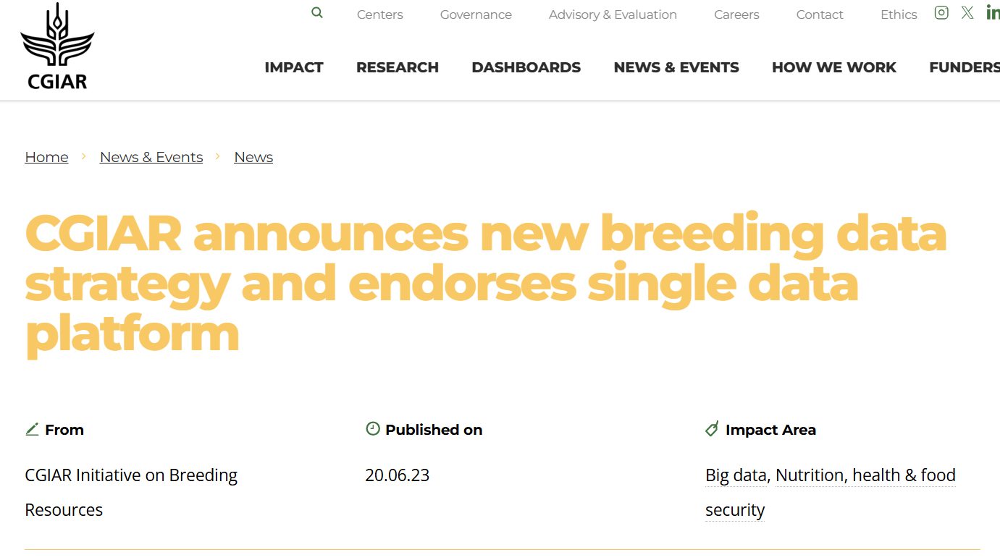 Centers Governance Advisory & Evaluation Careers Contact Ethics
CGIAR
IMPACT RESEARCH DASHBOARDS NEWS & EVENTS HOW WE WORK FUNDERS
Home > News & Events > News
CGIAR announces new breeding data
strategy and endorses single data
platform
From Published on Impact Area
CGIAR Initiative on Breeding 20.06.23 Big data, Nutrition, health & food
Resources security